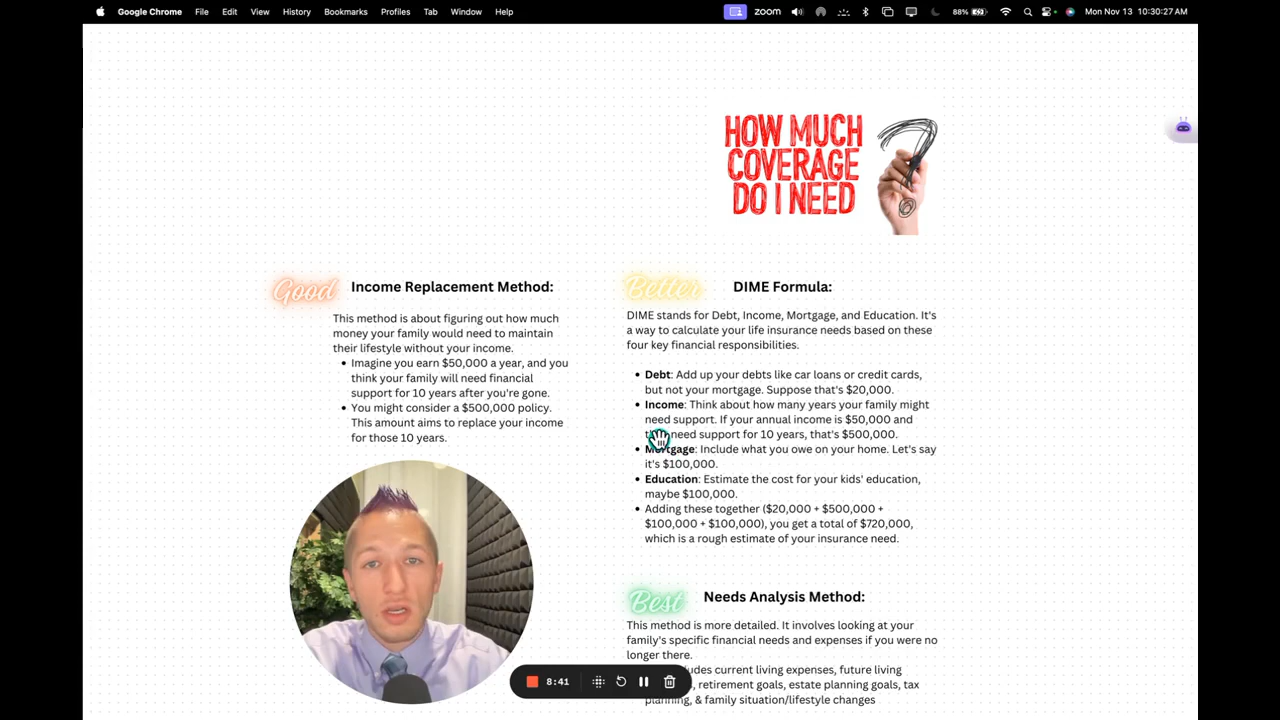 Google Chrome File Edit View History Bookmarks Profiles Tab Window Help zoom 88% Mon Nov 13 10:30:27 AM
HOW MUCH
COVERAGE
DO I NEED
?
Good Income Replacement Method:
This method is about figuring out how much
money your family would need to maintain
their lifestyle without your income.
• Imagine you earn $50,000 a year, and you
think your family will need financial
support for 10 years after you're gone.
• You might consider a $500,000 policy.
This amount aims to replace your income
for those 10 years.
Better DIME Formula:
DIME stands for Debt, Income, Mortgage, and Education. It's
a way to calculate your life insurance needs based on these
four key financial responsibilities.
• Debt: Add up your debts like car loans or credit cards,
but not your mortgage. Suppose that's $20,000.
• Income: Think about how many years your family might
need support. If your annual income is $50,000 and
need support for 10 years, that's $500,000.
• Mortgage: Include what you owe on your home. Let's say
it's $100,000.
• Education: Estimate the cost for your kids' education,
maybe $100,000.
• Adding these together ($20,000 + $500,000 +
$100,000 + $100,000), you get a total of $720,000,
which is a rough estimate of your insurance need.
Best Needs Analysis Method:
This method is more detailed. It involves looking at your
family's specific financial needs and expenses if you were no
longer there.
current living expenses, future living
, retirement goals, estate planning goals, tax
planning, & family situation/lifestyle changes
8:41